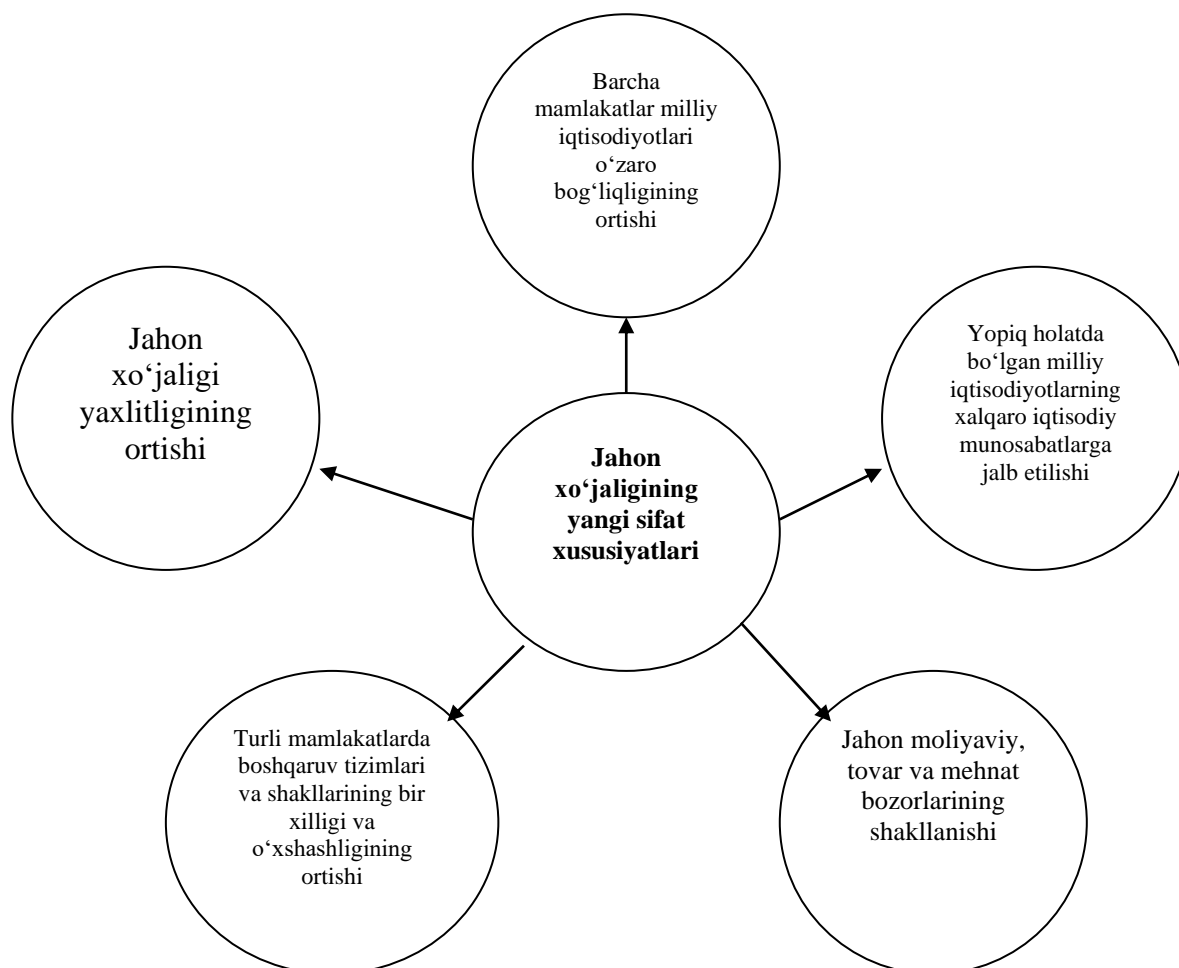 Barcha
mamlakatlar milliy
iqtisodiyotlari
o‘zaro
bog‘liqligining
ortishi
Jahon
xo‘jaligi
yaxlitligining
ortishi
Yopiq holatda
bo‘lgan milliy
iqtisodiyotlarning
xalqaro iqtisodiy
munosabatlarga
jalb etilishi
Jahon
xo‘jaligining
yangi sifat
xususiyatlari
Turli mamlakatlarda
boshqaruv tizimlari
va shakllarining bir
xilligi va
o‘xshashligining
ortishi
Jahon moliyaviy,
tovar va mehnat
bozorlarining
shakllanishi